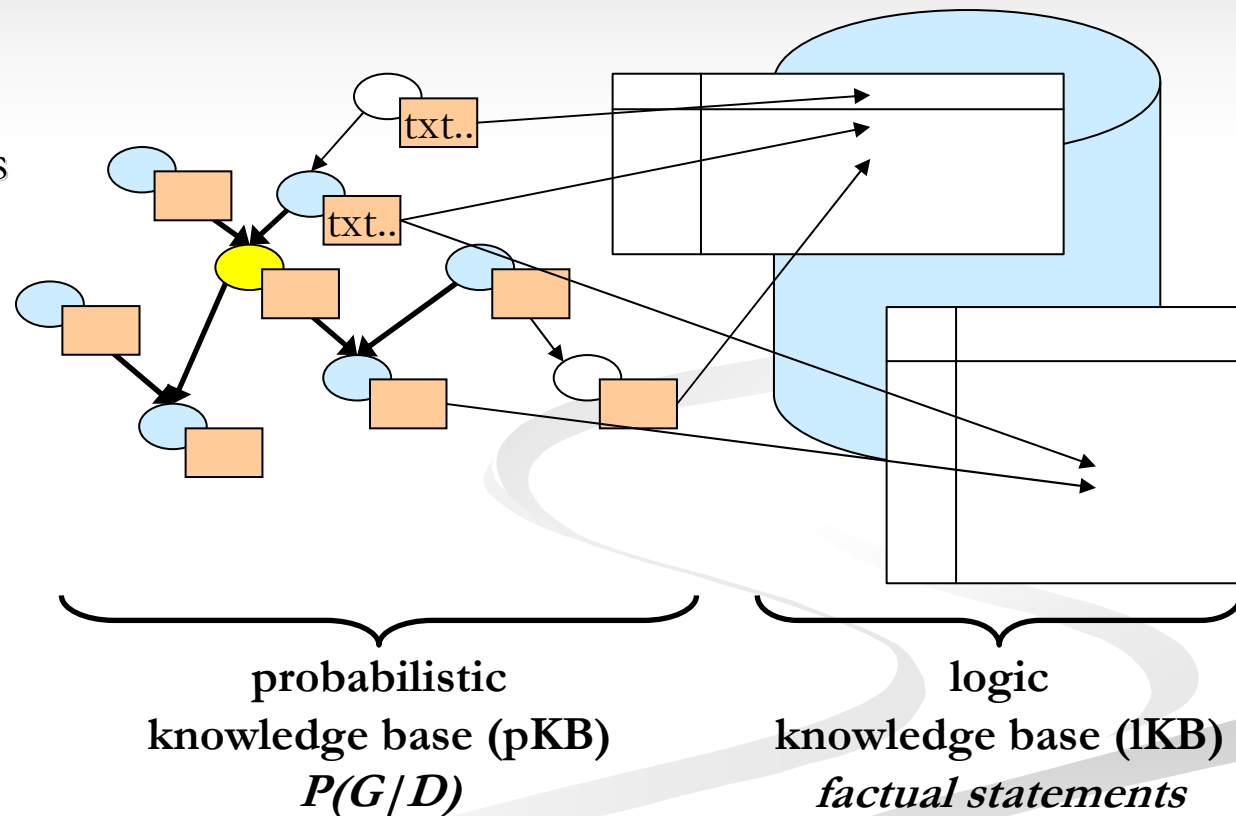 txt..
s
txt..
probabilistic
knowledge base (pKB)
P(G/D)
logic
knowledge base (lKB)
factual statements